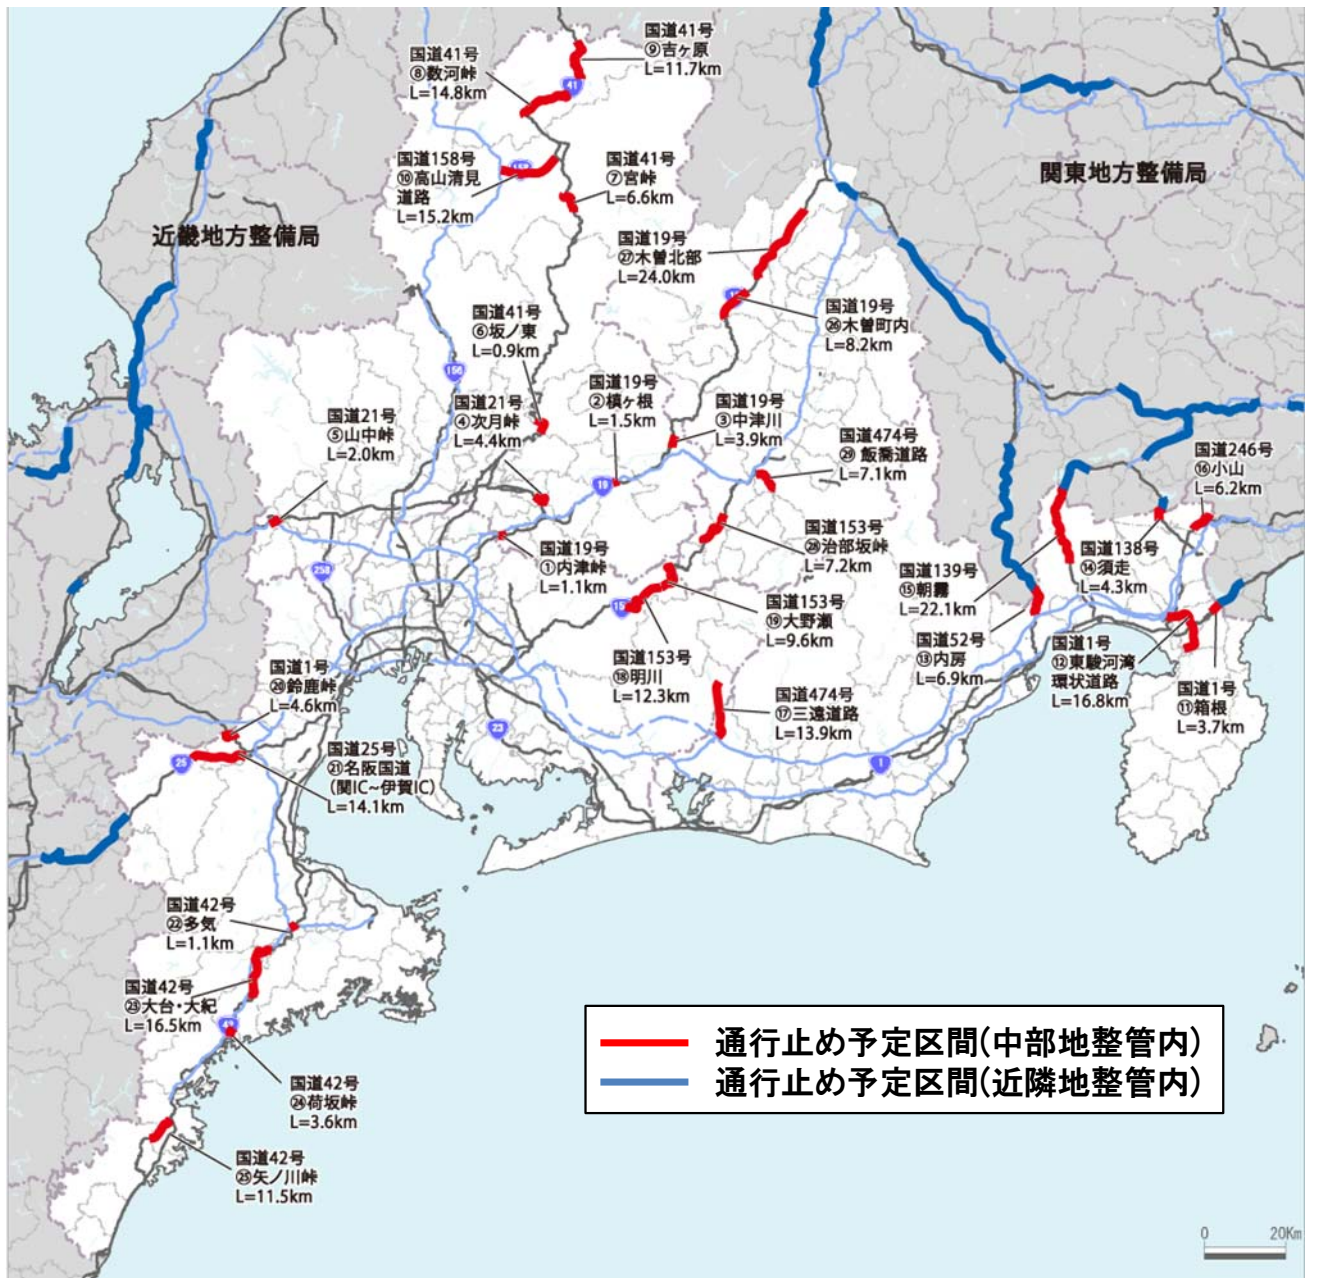 国道41号
⑨吉ヶ原
L=11.7km
国道41号
⑧数河峠
L=14.8km
41
国道158号
⑩高山清見
道路
L=15.2km
158
国道41号
⑦宮峠
L=6.6km
関東地方整備局
近畿地方整備局
国道19号
㉗木曽北部
L=24.0km
19
国道19号
㉖木曽町内
L=8.2km
国道41号
⑥坂ノ東
L=0.9km
156
国道19号
②槙ヶ根
L=1.5km
国道19号
③中津川
L=3.9km
国道21号
④次月峠
L=4.4km
国道21号
⑤山中峠
L=2.0km
国道474号
㉙ 飯喬道路
L=7.1km
国道246号
⑯小山
L=6.2km
19
国道153号
㉘治部坂峠
L=7.2km
国道19号
①内津峠
L=1.1km
258
国道138号
⑭須走
L=4.3km
国道139号
⑮朝霧
L=22.1km
国道153号
⑲大野瀬
L=9.6km
国道153号
⑱明川
L=12.3km
国道52号
⑬内房
L=6.9km
国道1号
⑫東駿河湾
環状道路
L=16.8km
国道1号
⑪箱根
L=3.7km
国道1号
⑳鈴鹿峠
L=4.6km
国道474号
⑰三遠道路
L=13.9km
23
1
25
国道25号
㉑名阪国道
(関IC~伊賀IC)
L=14.1km
国道42号
㉒多気
L=1.1km
国道42号
㉓大台・大紀
L=16.5km
42
国道42号
㉔荷坂峠
L=3.6km
国道42号
㉕矢ノ川峠
L=11.5km
通行止め予定区間(中部地整管内)
通行止め予定区間(近隣地整管内)
0 20Km